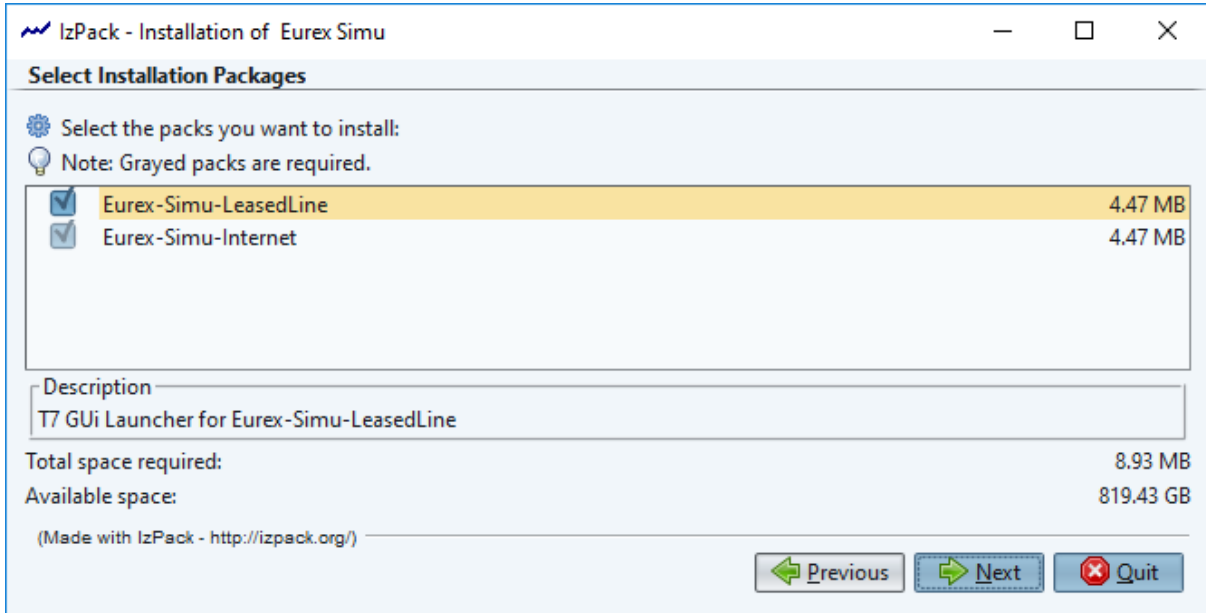 IzPack - Installation of  Eurex Simu
Select Installation Packages
Select the packs you want to install:
Note: Grayed packs are required.
Eurex-Simu-LeasedLine 4.47 MB
Eurex-Simu-Internet 4.47 MB
Description
T7 GUi Launcher for Eurex-Simu-LeasedLine
Total space required: 8.93 MB
Available space: 819.43 GB
(Made with IzPack - http://izpack.org/)
Previous Next Quit